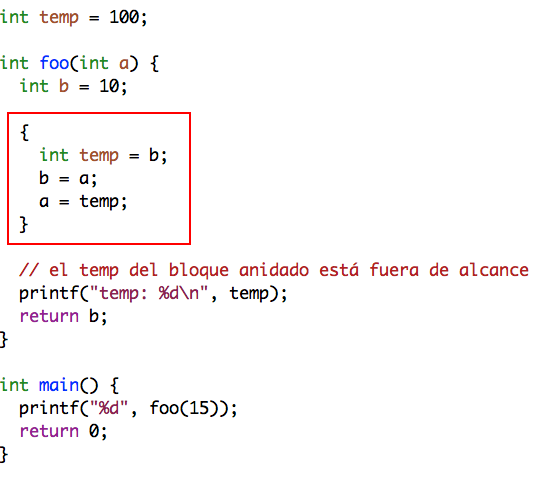 int temp = 100;
int foo(int a) {
int b = 10;
{
int temp = b;
b = a;
a = temp;
}
// el temp del bloque anidado está fuera de alcance
printf("temp: %d\n", temp);
return b;
}
int main() {
printf("%d", foo(15));
return 0;
}